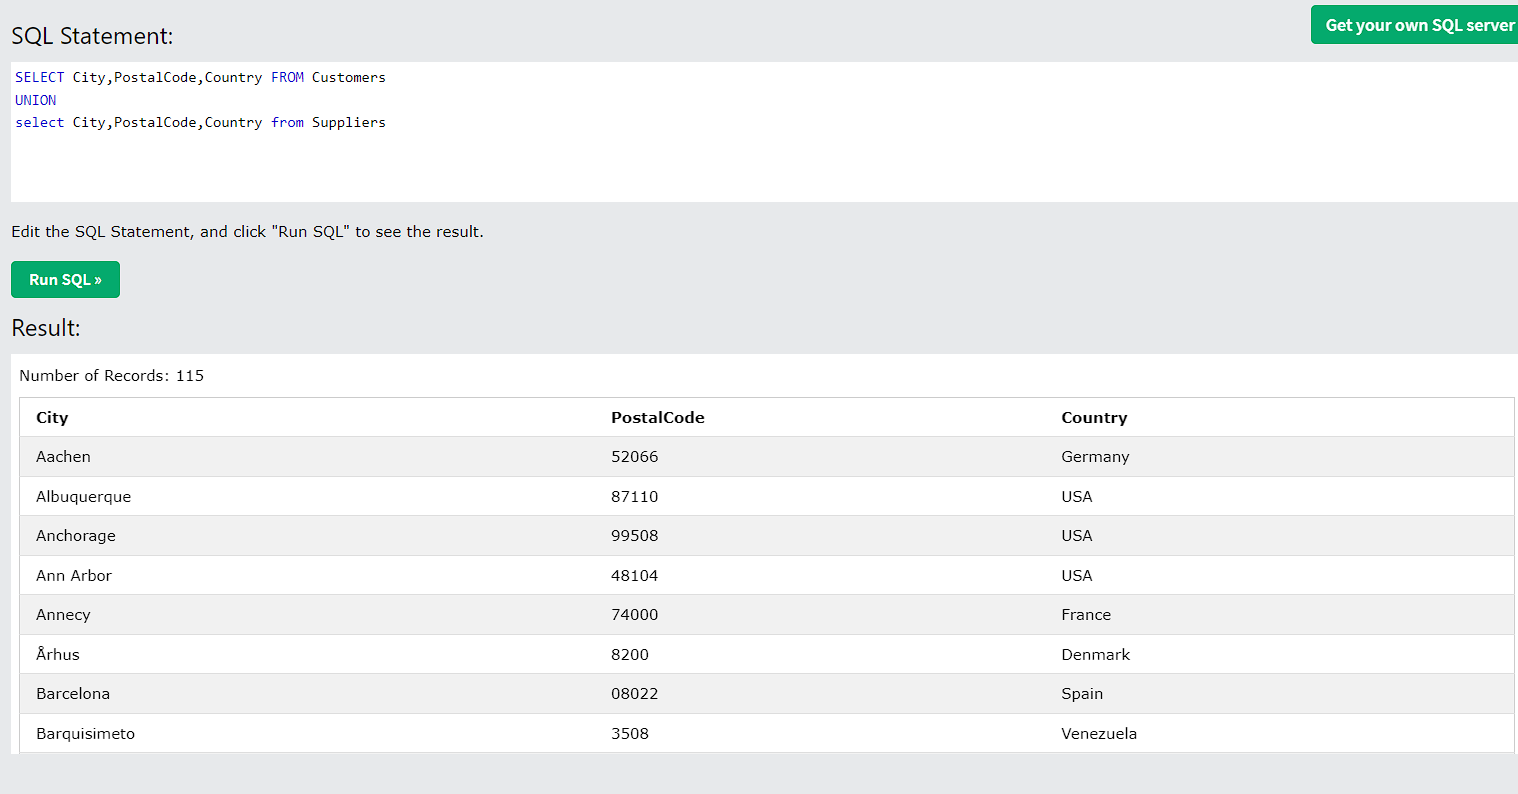 Get your own SQL server
SQL Statement:
SELECT City,PostalCode,Country FROM Customers
UNION
select City,PostalCode,Country from Suppliers
Edit the SQL Statement, and click "Run SQL" to see the result.
Run SQL »
Result:
Number of Records: 115
City PostalCode Country
Aachen 52066 Germany
Albuquerque 87110 USA
Anchorage 99508 USA
Ann Arbor 48104 USA
Annecy 74000 France
Århus 8200 Denmark
Barcelona 08022 Spain
Barquisimeto 3508 Venezuela